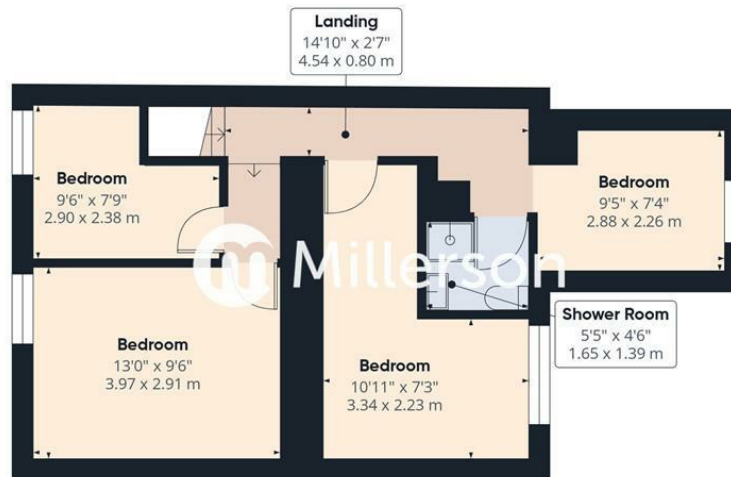 Landing
14'10" x 2'7"
4.54 x 0.80 m
Bedroom
9'6" x 7'9"
2.90 x 2.38 m
Bedroom
9'5" x 7'4"
2.88 x 2.26 m
Millerson
Shower Room
5'5" x 4'6"
1.65 x 1.39 m
Bedroom
13'0" x 9'6"
3.97 x 2.91 m
Bedroom
10'11" x 7'3"
3.34 x 2.23 m